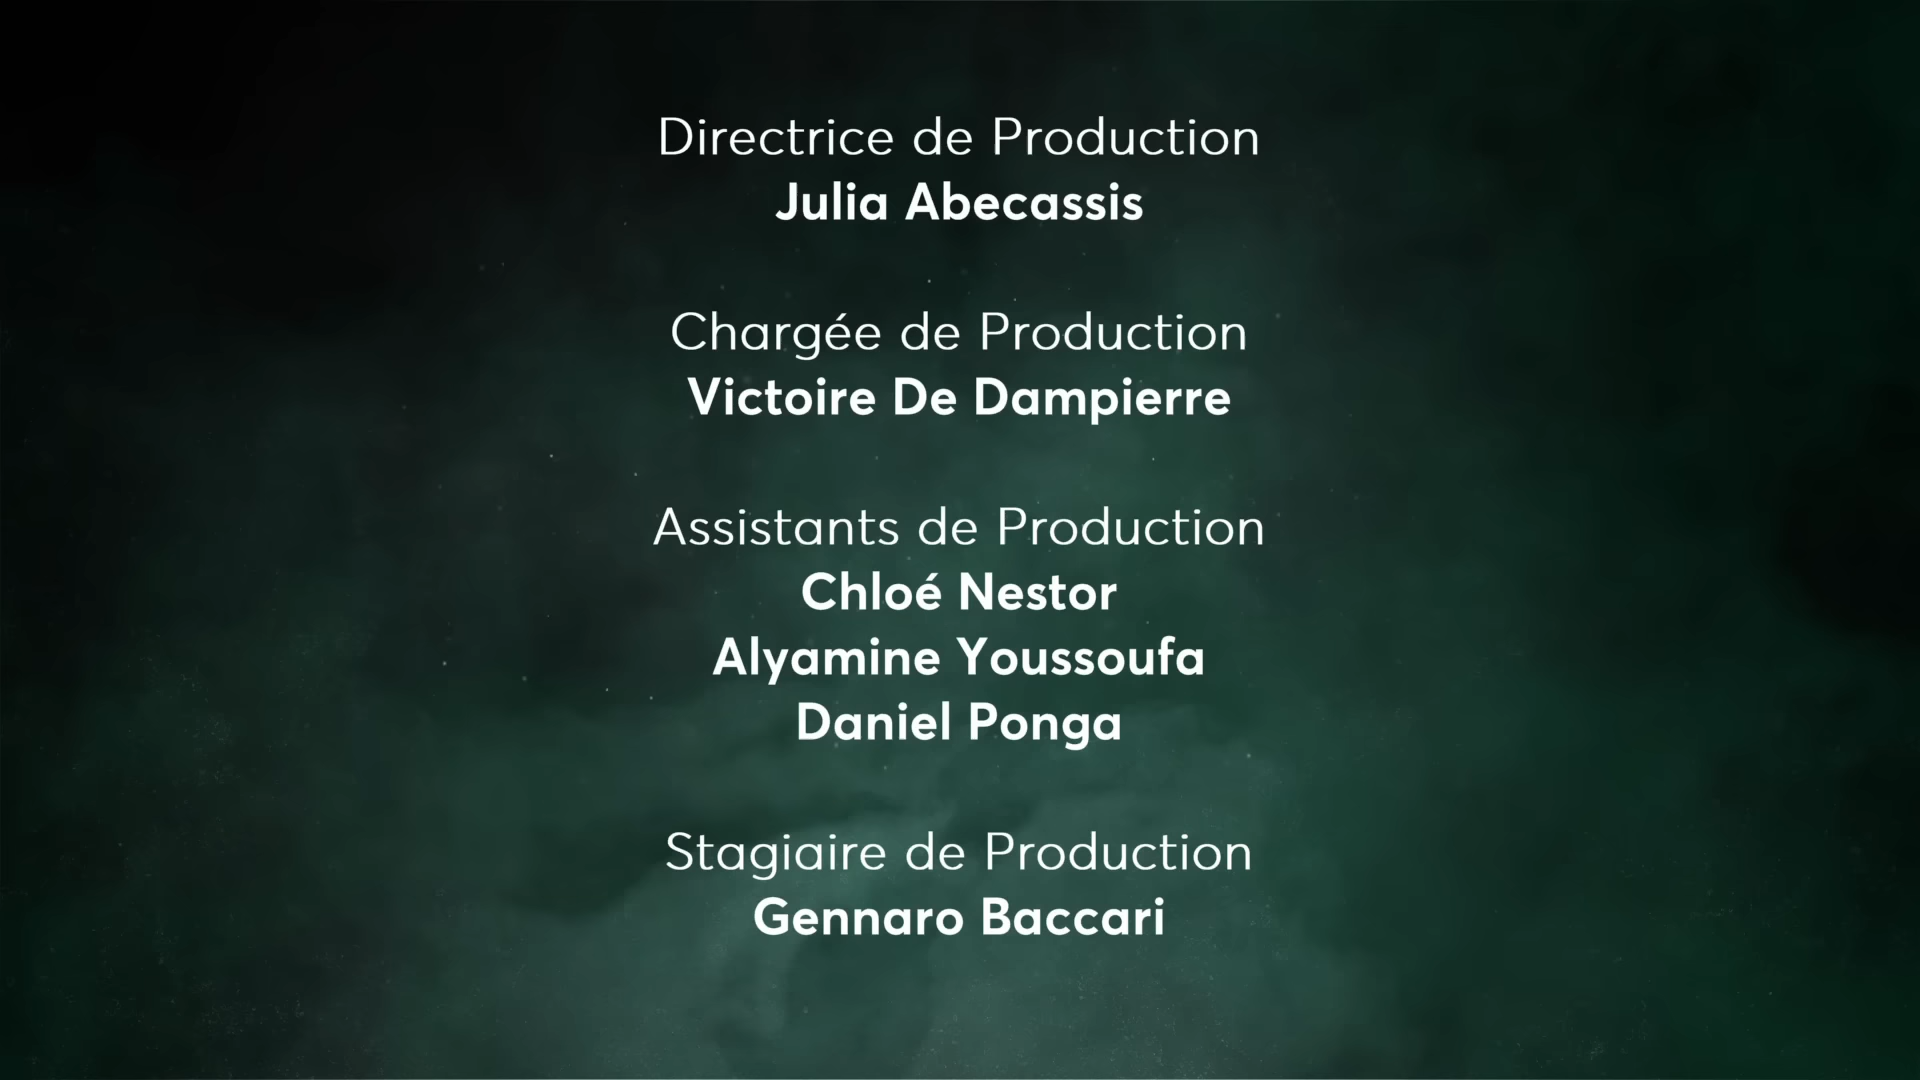 Directrice de Production
Julia Abecassis
Chargée de Production
Victoire De Dampierre
Assistants de Production
Chloé Nestor
Alyamine Youssoufa
Daniel Ponga
Stagiaire de Production
Gennaro Baccari